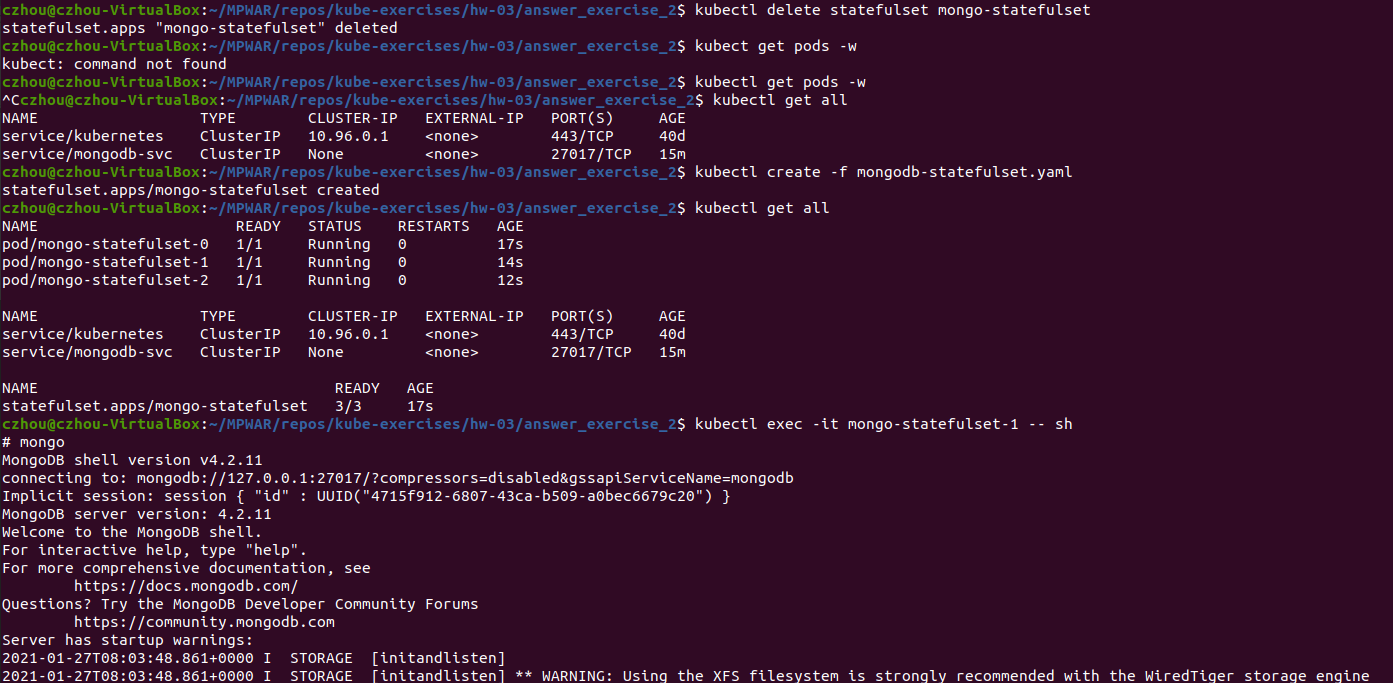 czhou@czhou-VirtualBox:~/MPWAR/repos/kube-exercises/hw-03/answer_exercise_2$ kubectl delete statefulset mongo-statefulset
statefulset.apps "mongo-statefulset" deleted
czhou@czhou-VirtualBox:~/MPWAR/repos/kube-exercises/hw-03/answer_exercise_2$ kubect get pods -w
kubect: command not found
czhou@czhou-VirtualBox:~/MPWAR/repos/kube-exercises/hw-03/answer_exercise_2$ kubectl get pods -w
^Cczhou@czhou-VirtualBox:~/MPWAR/repos/kube-exercises/hw-03/answer_exercise_2$ kubectl get all
NAME                 TYPE        CLUSTER-IP   EXTERNAL-IP   PORT(S)     AGE
service/kubernetes    ClusterIP   10.96.0.1    <none>        443/TCP     40d
service/mongodb-svc   ClusterIP   None         <none>        27017/TCP   15m
czhou@czhou-VirtualBox:~/MPWAR/repos/kube-exercises/hw-03/answer_exercise_2$ kubectl create -f mongodb-statefulset.yaml
statefulset.apps/mongo-statefulset created
czhou@czhou-VirtualBox:~/MPWAR/repos/kube-exercises/hw-03/answer_exercise_2$ kubectl get all
NAME                      READY   STATUS    RESTARTS   AGE
pod/mongo-statefulset-0   1/1     Running   0          17s
pod/mongo-statefulset-1   1/1     Running   0          14s
pod/mongo-statefulset-2   1/1     Running   0          12s
NAME                  TYPE        CLUSTER-IP   EXTERNAL-IP   PORT(S)     AGE
service/kubernetes    ClusterIP   10.96.0.1    <none>        443/TCP     40d
service/mongodb-svc   ClusterIP   None         <none>        27017/TCP   15m
NAME                                 READY   AGE
statefulset.apps/mongo-statefulset   3/3     17s
czhou@czhou-VirtualBox:~/MPWAR/repos/kube-exercises/hw-03/answer_exercise_2$ kubectl exec -it mongo-statefulset-1 -- sh
# mongo
MongoDB shell version v4.2.11
connecting to: mongodb://127.0.0.1:27017/?compressors=disabled&gssapiServiceName=mongodb
Implicit session: session { "id" : UUID("4715f912-6807-43ca-b509-a0bec6679c20") }
MongoDB server version: 4.2.11
Welcome to the MongoDB shell.
For interactive help, type "help".
For more comprehensive documentation, see
        https://docs.mongodb.com/
Questions? Try the MongoDB Developer Community Forums
        https://community.mongodb.com
Server has startup warnings:
2021-01-27T08:03:48.861+0000 I  STORAGE  [initandlisten]
2021-01-27T08:03:48.861+0000 I  STORAGE  [initandlisten] ** WARNING: Using the XFS filesystem is strongly recommended with the WiredTiger storage engine